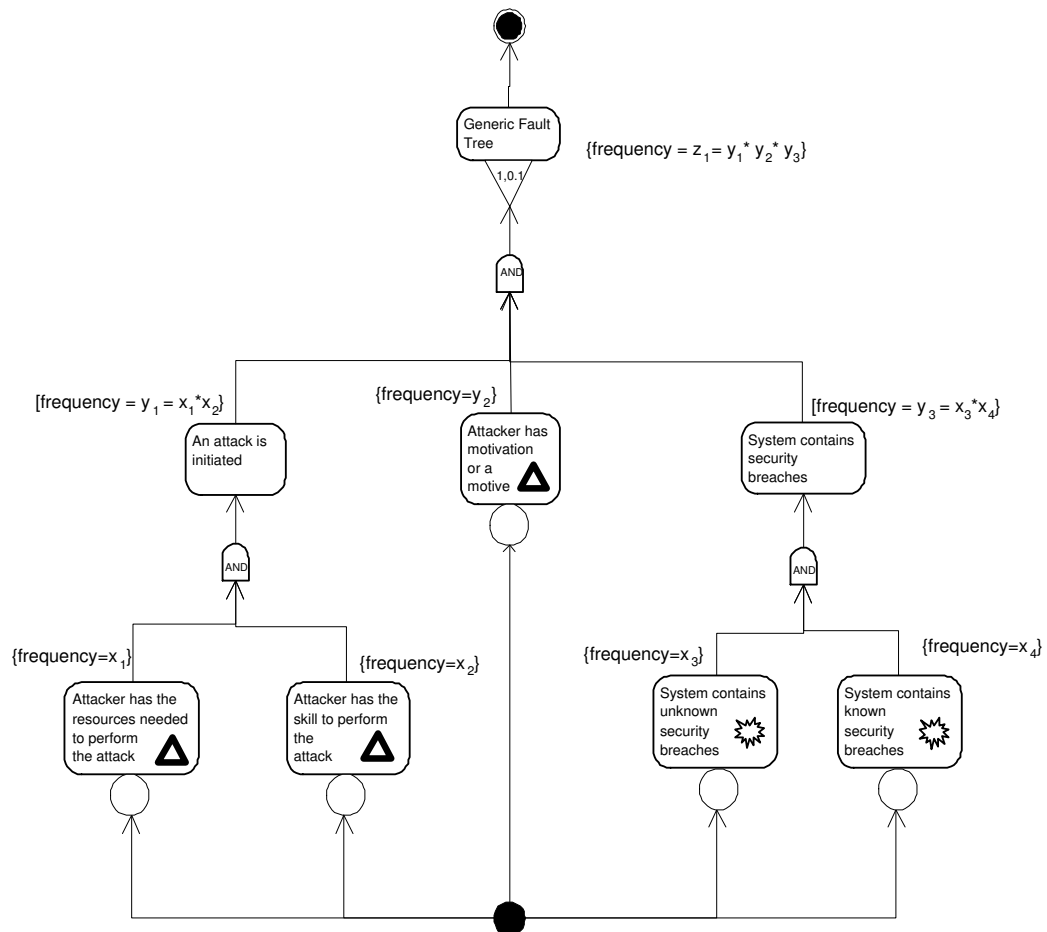 Generic Fault
Tree
{frequency = z1= y1* y2* y3}
1,0.1
AND
[frequency = y1 = x1*x2}
{frequency=y2}
[frequency = y3 = x3*x4}
An attack is
initiated
Attacker has
motivation
or a
motive
System contains
security
breaches
AND
AND
{frequency=x1}
{frequency=x2}
{frequency=x3}
{frequency=x4}
Attacker has the
resources needed
to perform
the attack
Attacker has the
skill to perform
the
attack
System contains
unknown
security
breaches
System contains
known
security
breaches